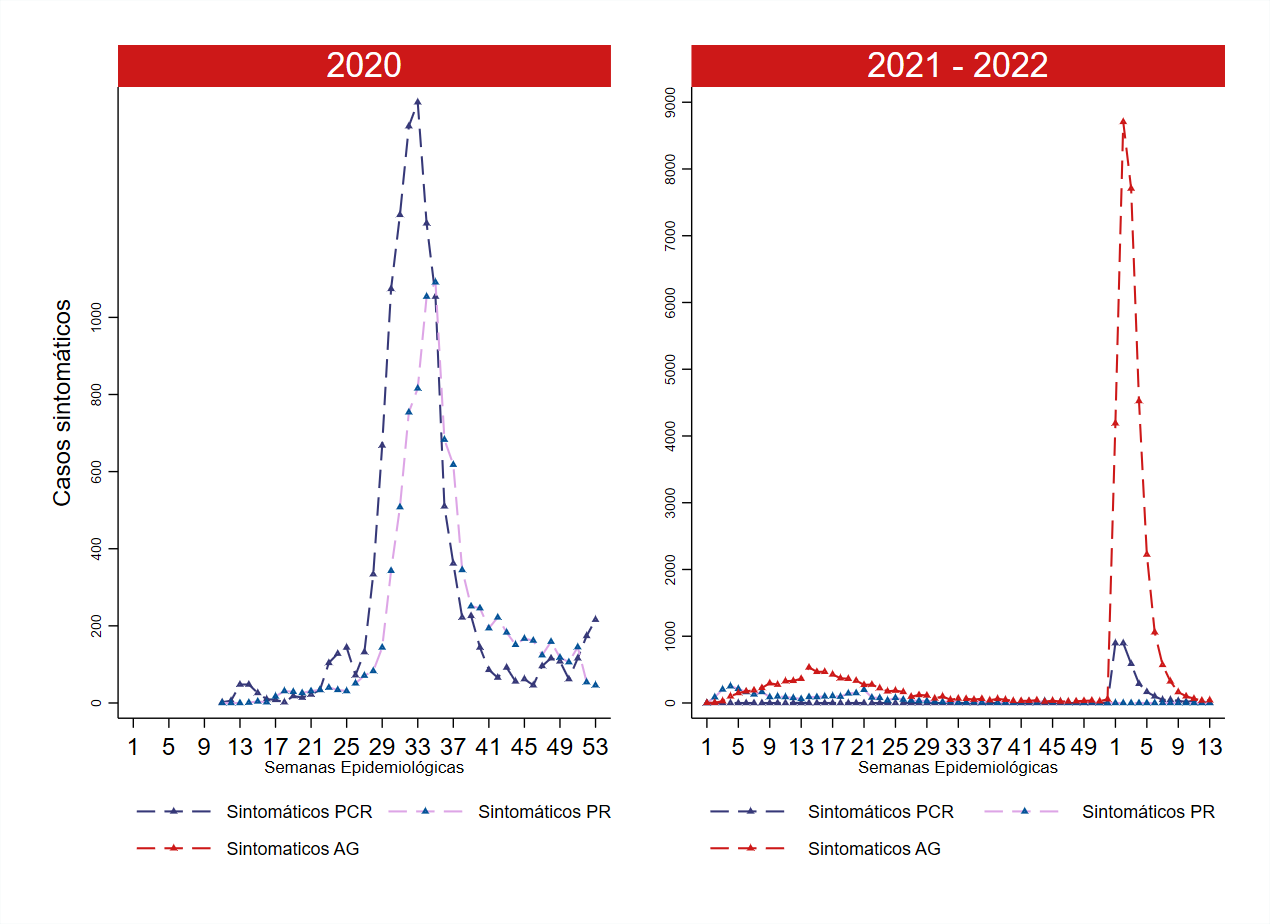 2020
2021 - 2022
Casos sintomáticos
1000
800
600
400
200
0
9000
8000
7000
6000
5000
4000
3000
2000
1000
0
1 5 9 13 17 21 25 29 33 37 41 45 49 53
1 5 9 13 17 21 25 29 33 37 41 45 49 1 5 9 13
Semanas Epidemiológicas
Semanas Epidemiológicas
Sintomáticos PCR Sintomáticos PR
Sintomaticos AG
Sintomáticos PCR Sintomáticos PR
Sintomaticos AG